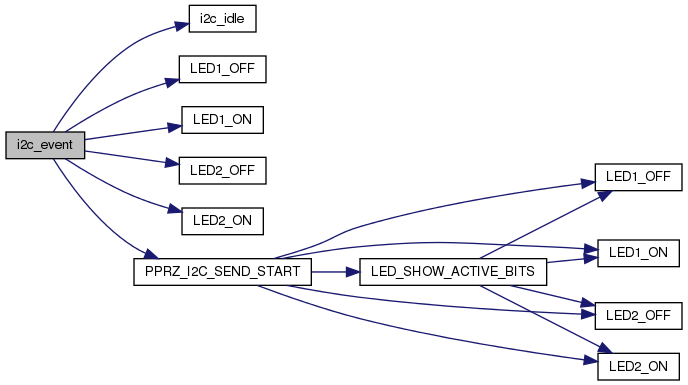 i2c_idle
LED1_OFF
LED1_ON
i2c_event
LED2_OFF
LED1_OFF
LED2_ON
LED1_ON
PPRZ_I2C_SEND_START
LED_SHOW_ACTIVE_BITS
LED2_OFF
LED2_ON